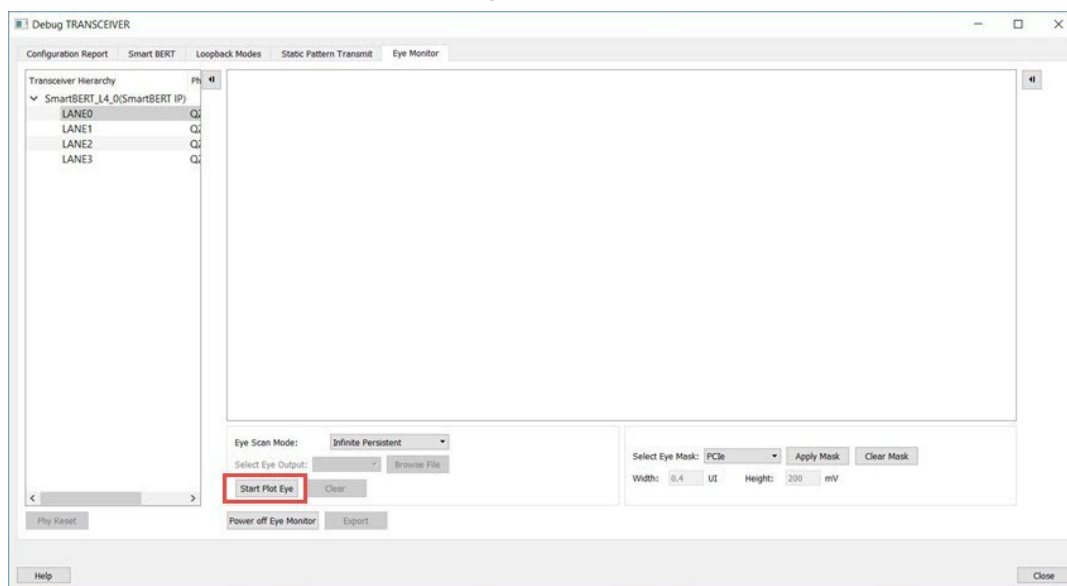 Debug TRANSCEIVER
Configuration Report Smart BERT Loopback Modes Static Pattern Transmit Eye Monitor
Transceiver Hierarchy Ph
SmartBERT_L4_0(SmartBERT IP)
LANE0
LANE1
LANE2
LANE3
Eye Scan Mode: Infinite Persistent
Select Eye Output: Browse File
Start Plot Eye Clear
Select Eye Mask: PCIe Apply Mask Clear Mask
Width: 0.4 UI Height: 200 mV
Phy Reset Power off Eye Monitor Export
Help Close